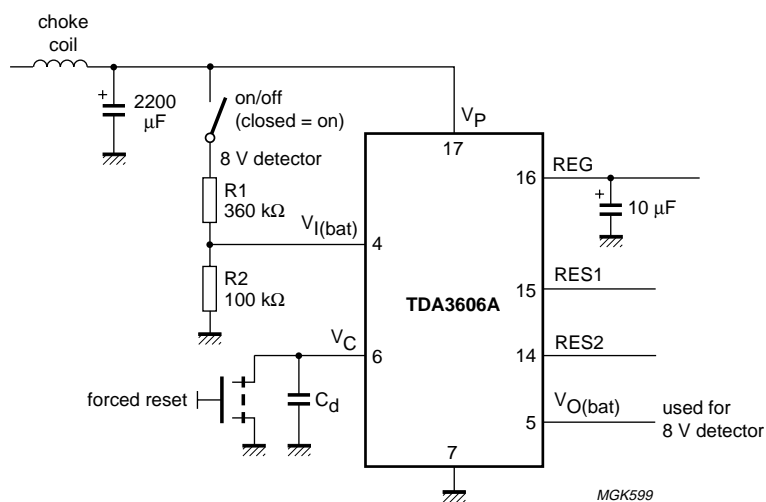 choke
coil
+
2200
μF
on/off
(closed = on)
8 V detector
R1
360 kΩ
V_I(bat)
4
R2
100 kΩ
V_C
6
forced reset
C_d
V_P
17
TDA3606A
7
16
REG
+
10 μF
15
RES1
14
RES2
5
V_O(bat)
used for
8 V detector
MGK599